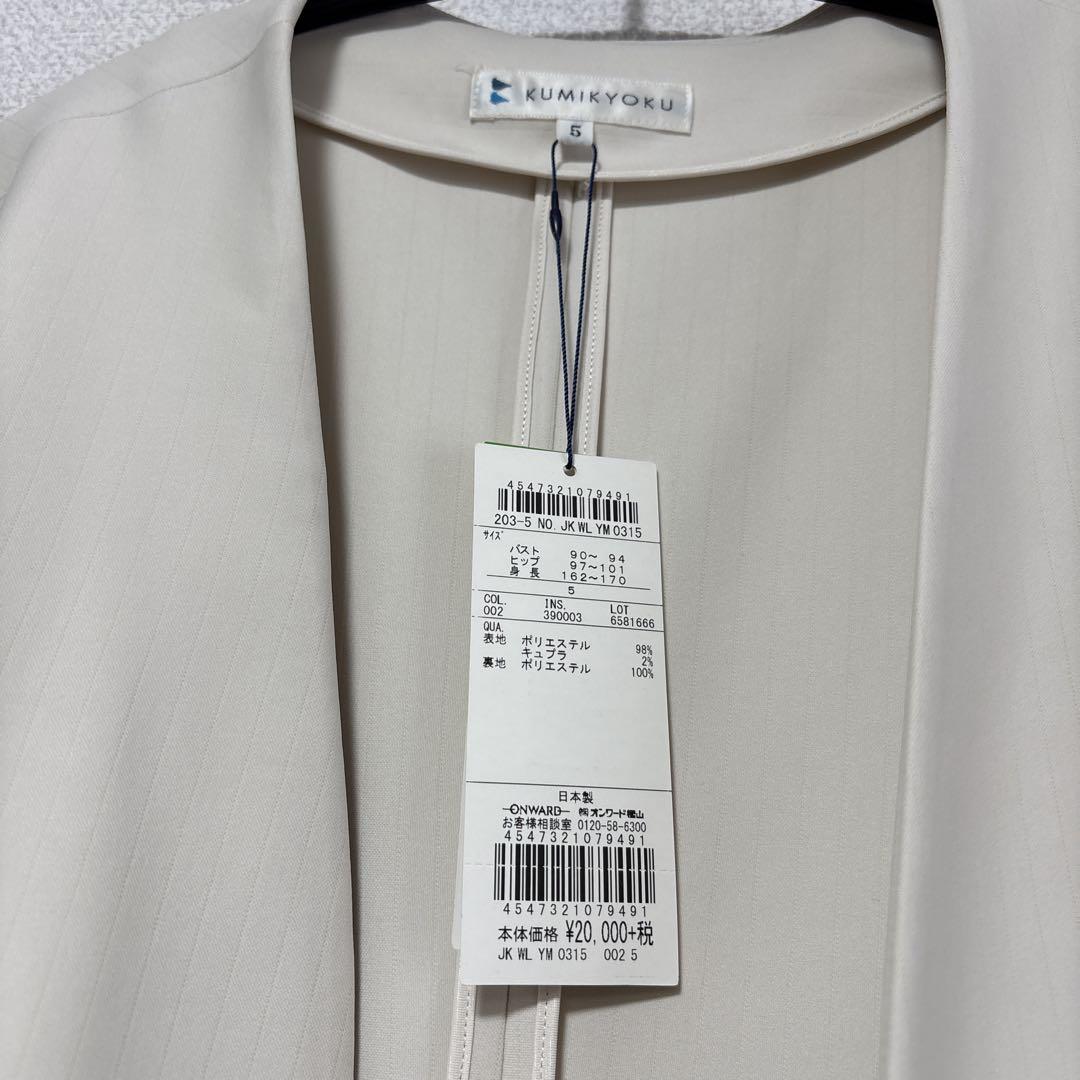 KUMIKYOKU
5
4547321079491
203-5 NO. JKWLYM0315
ｻｲｽﾞ
バスト 90～ 94
ヒップ 97～101
身長 162～170
5
COL. INS. LOT
002 390003 6581666
QUA.
表地 ポリエステル 98%
キュプラ 2%
裏地 ポリエステル 100%
日本製
ONWARD ㈱オンワード樫山
お客様相談室 0120-58-6300
4547321079491
4547321079491
本体価格 ¥20,000+税
JK WL YM 0315 002 5